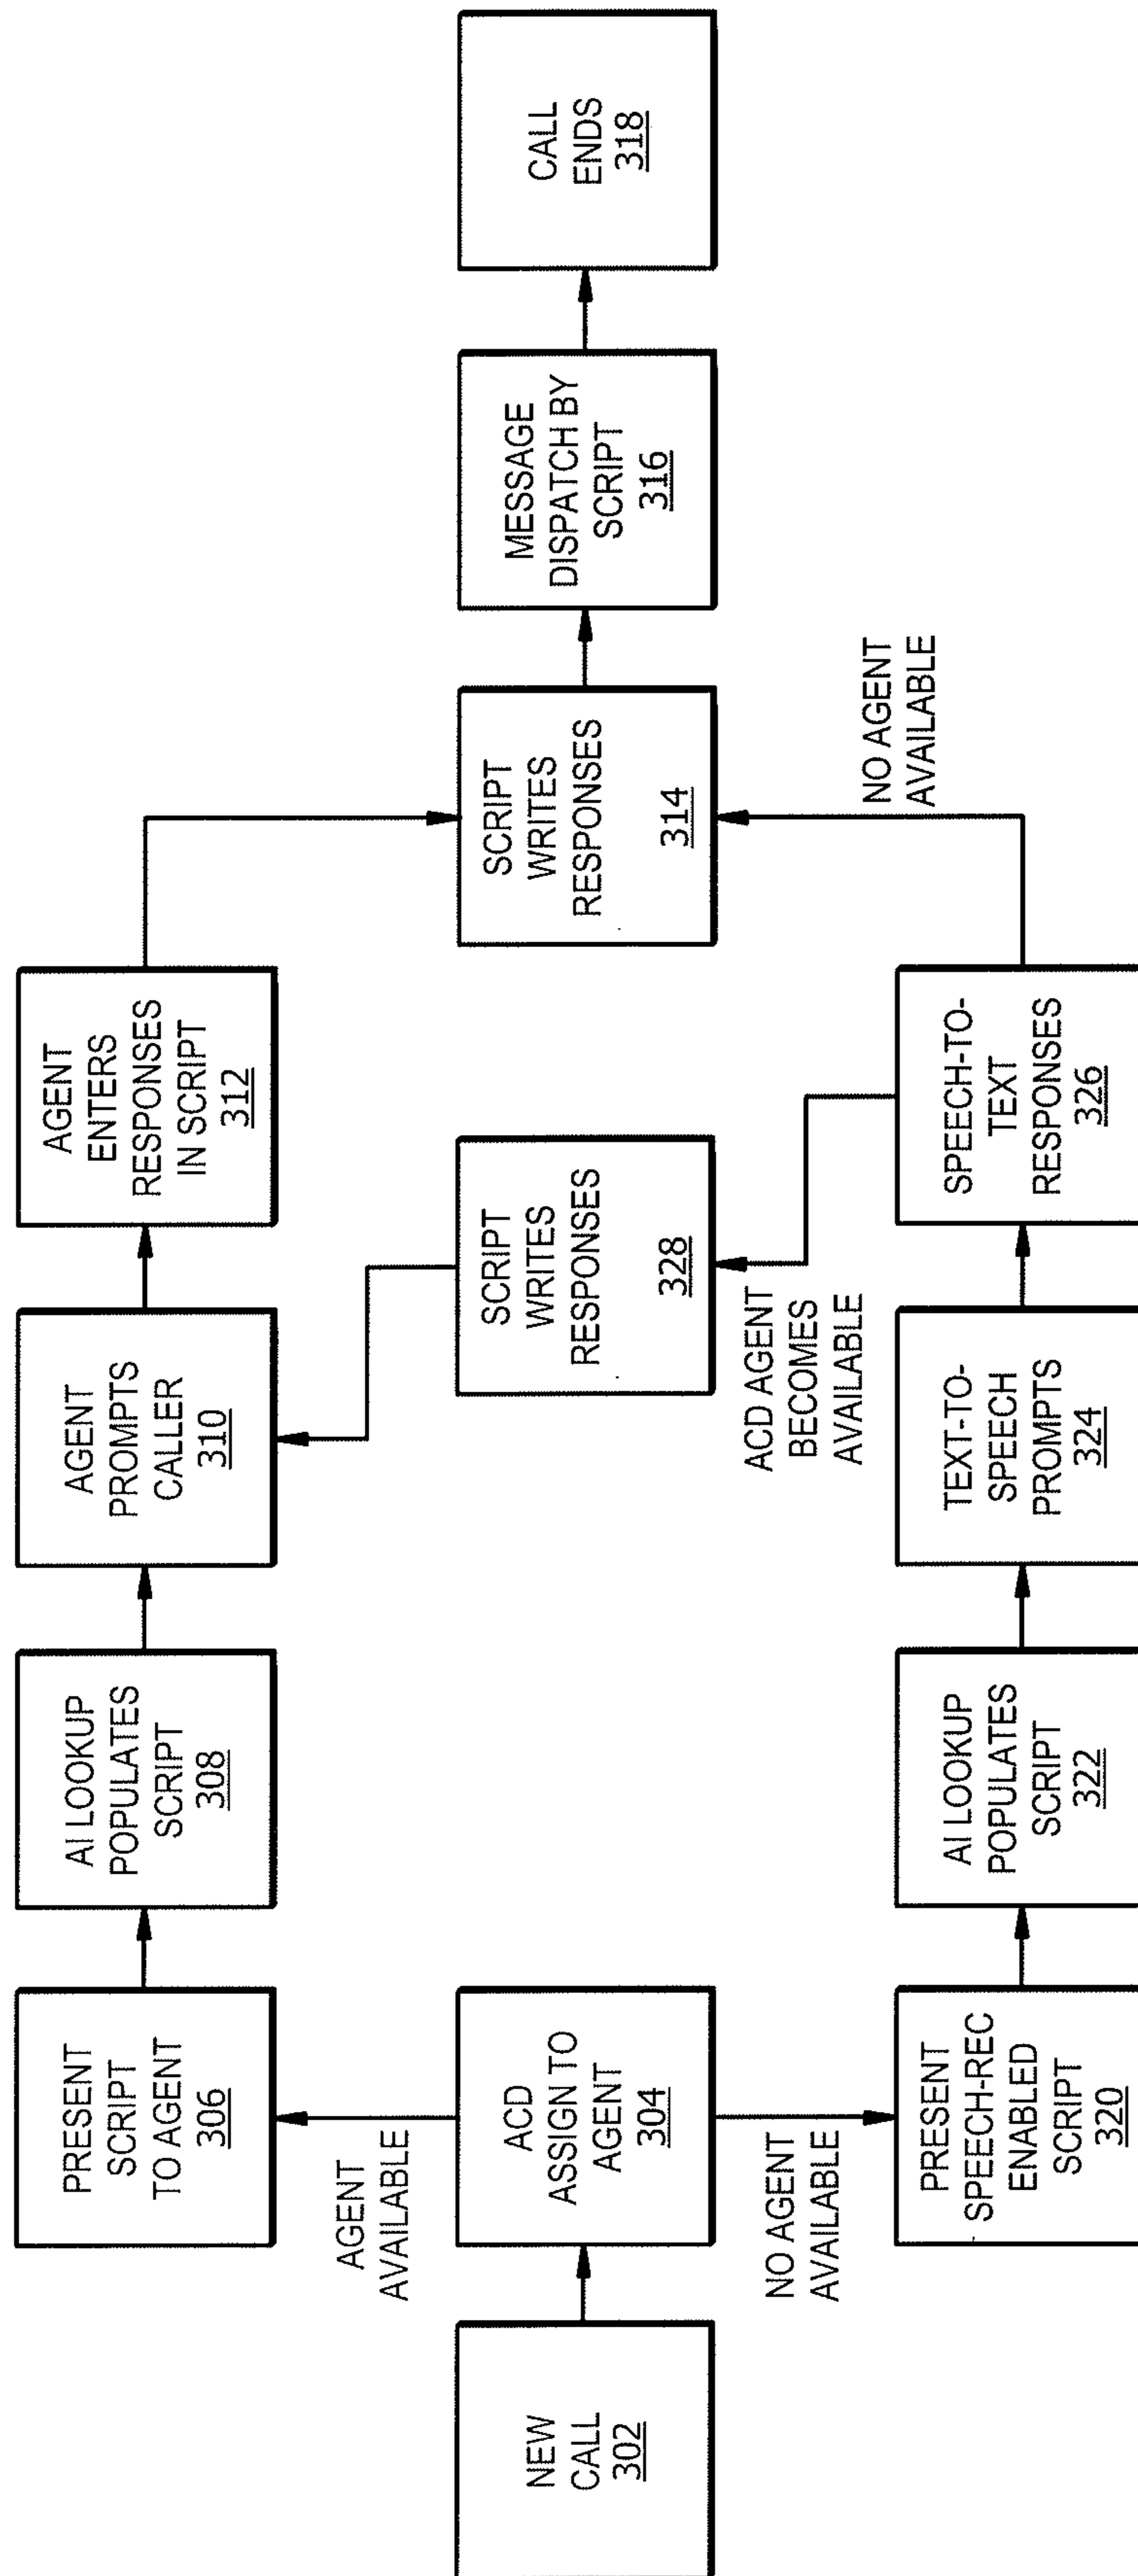 NEW
CALL
302
ACD
ASSIGN TO
AGENT
304
AGENT
AVAILABLE
NO AGENT
AVAILABLE
PRESENT
SCRIPT
TO AGENT
306
AI LOOKUP
POPULATES
SCRIPT
308
AGENT
PROMPTS
CALLER
310
AGENT
ENTERS
RESPONSES
IN SCRIPT
312
SCRIPT
WRITES
RESPONSES
314
MESSAGE
DISPATCH BY
SCRIPT
316
CALL
ENDS
318
PRESENT
SPEECH-REC
ENABLED
SCRIPT
320
AI LOOKUP
POPULATES
SCRIPT
322
TEXT-TO-
SPEECH
PROMPTS
324
SPEECH-TO-
TEXT
RESPONSES
326
ACD AGENT
BECOMES
AVAILABLE
SCRIPT
WRITES
RESPONSES
328
NO AGENT
AVAILABLE